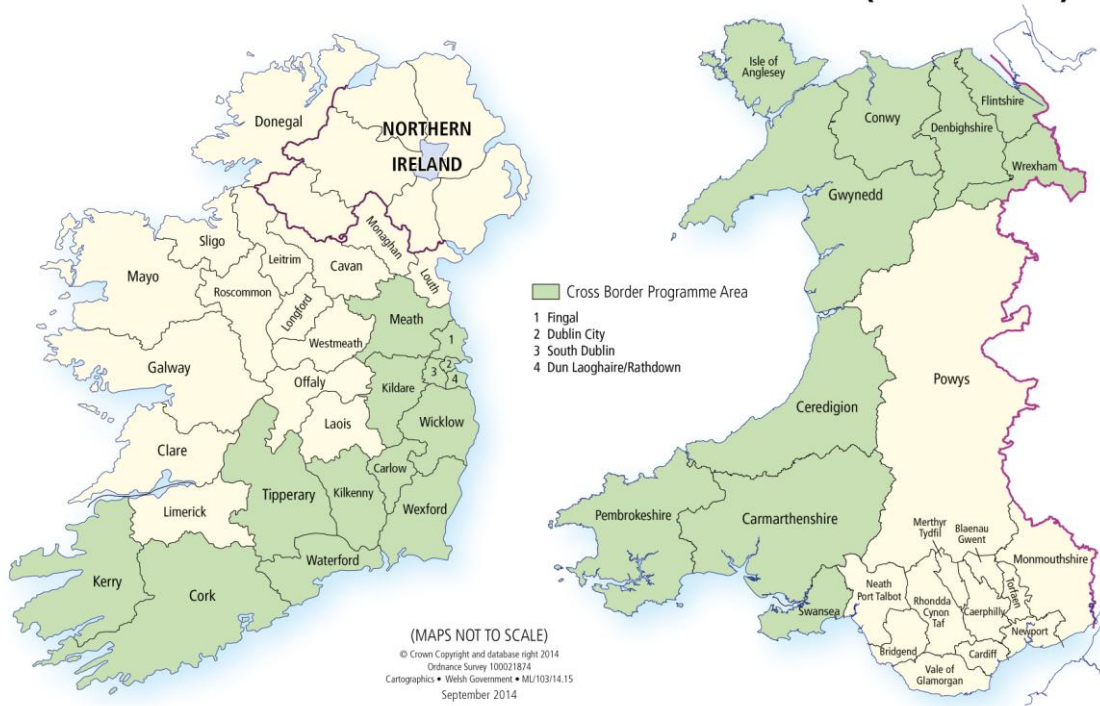 Donegal
NORTHERN
IRELAND
Sligo
Leitrim
Cavan
Monaghan
Louth
Mayo
Roscommon
Longford
Westmeath
Meath
1
Galway
Offaly
Kildare
2
3
4
Laois
Wicklow
Clare
Carlow
Tipperary
Kilkenny
Limerick
Wexford
Waterford
Kerry
Cork
Cross Border Programme Area
1 Fingal
2 Dublin City
3 South Dublin
4 Dun Laoghaire/Rathdown
(MAPS NOT TO SCALE)
© Crown Copyright and database right 2014
Ordnance Survey 100021874
Cartographics • Welsh Government • ML/103/14.15
September 2014
Isle of
Anglesey
Conwy
Flintshire
Denbighshire
Wrexham
Gwynedd
Powys
Ceredigion
Pembrokeshire
Carmarthenshire
Swansea
Merthyr
Tydfil
Blaenau
Gwent
Monmouthshire
Neath
Port Talbot
Rhondda
Cynon
Taf
Caerphilly
Torfaen
Newport
Bridgend
Cardiff
Vale of
Glamorgan